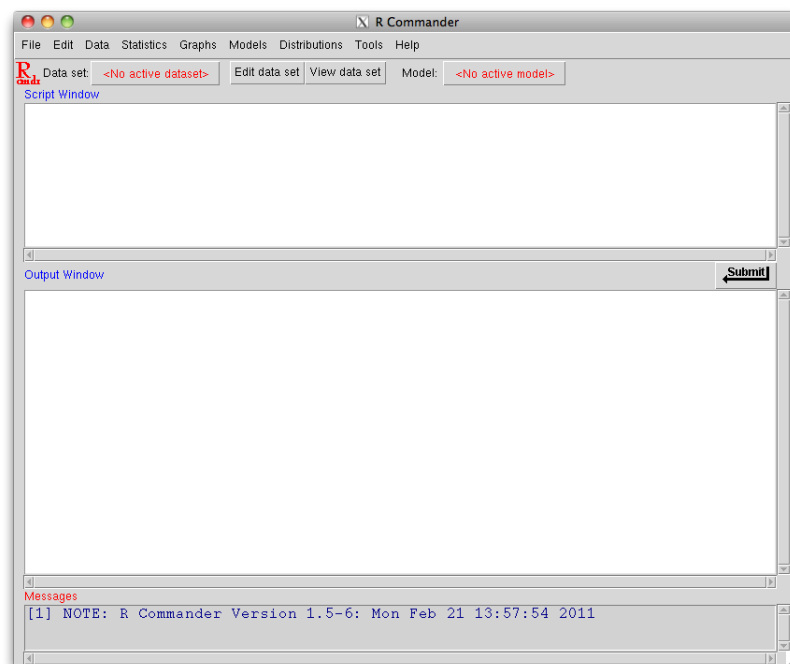 X R Commander
File Edit Data Statistics Graphs Models Distributions Tools Help
R cmdr Data set: <No active dataset> Edit data set View data set Model: <No active model>
Script Window
Output Window
Submit
Messages
[1] NOTE: R Commander Version 1.5-6: Mon Feb 21 13:57:54 2011